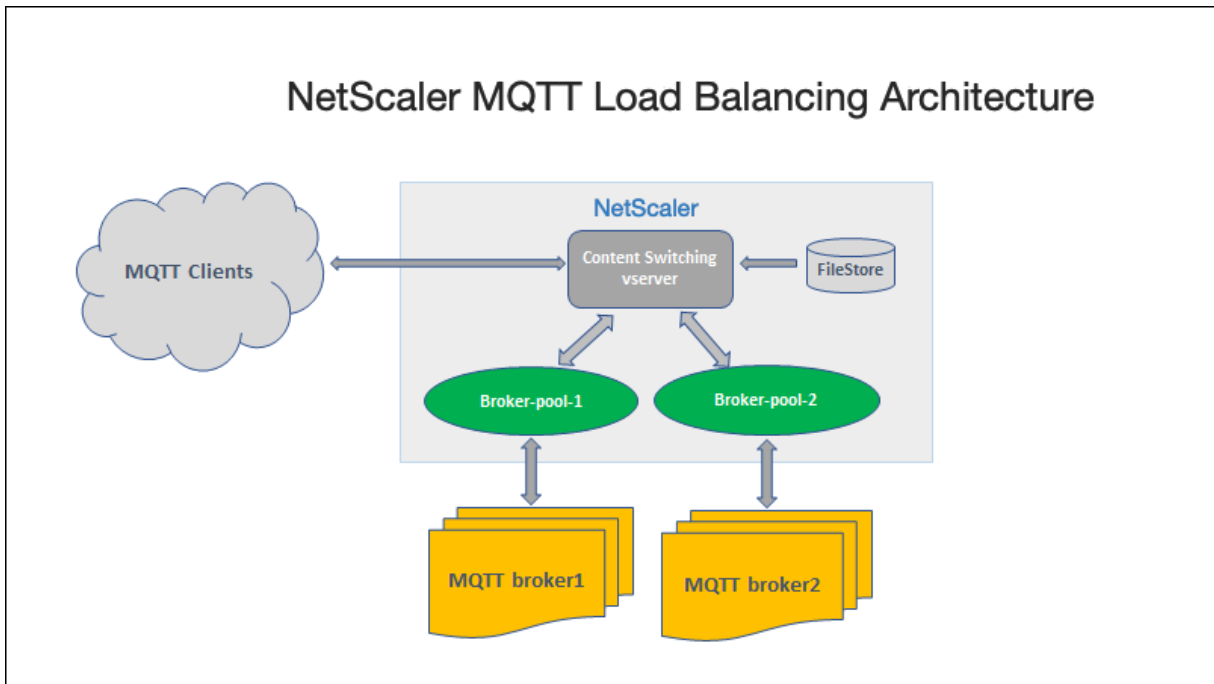 NetScaler MQTT Load Balancing Architecture
NetScaler
MQTT Clients
Content Switching
vserver
FileStore
Broker-pool-1
Broker-pool-2
MQTT broker1
MQTT broker2